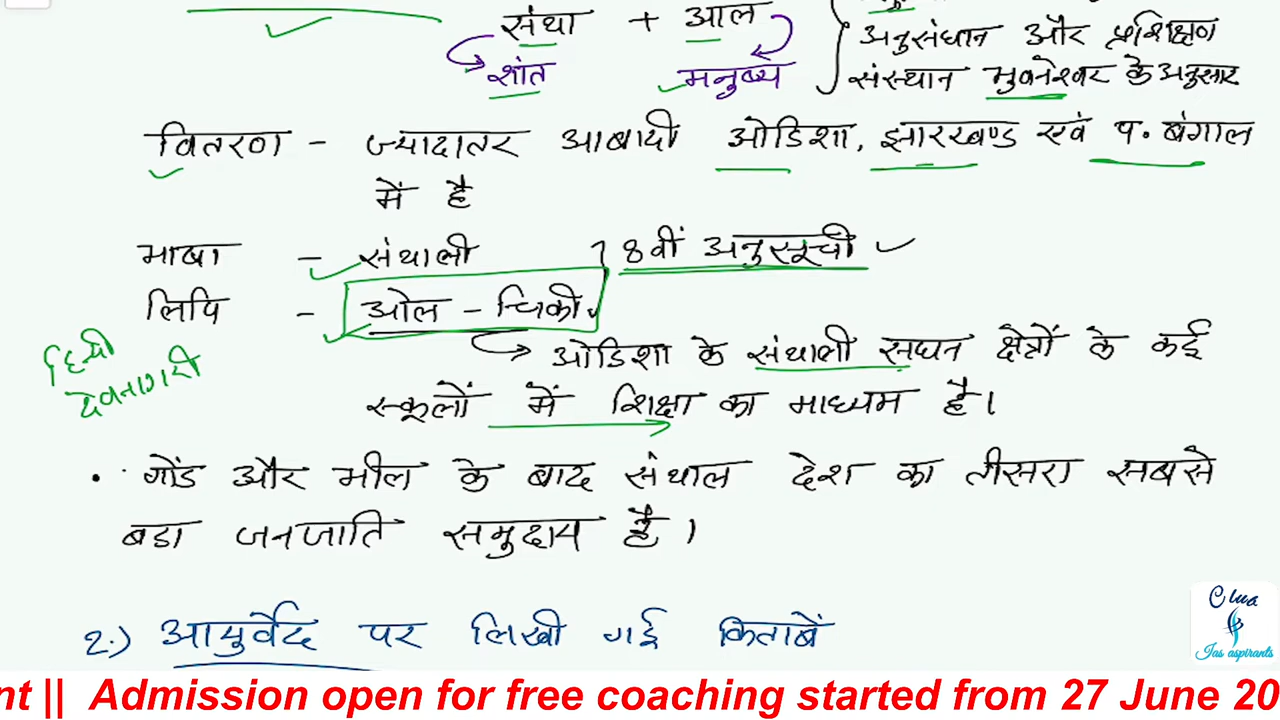 संथा + आल
शांत मनुष्य
अनुसंधान और प्रशिक्षण
संस्थान भुवनेश्वर के अनुसार
वितरण - ज्यादातर आबादी ओडिशा, झारखण्ड एवं प. बंगाल
में है
भाषा - संथाली 8वीं अनुसूची
लिपि - ओल - चिकी
हिन्दी
देवनागरी
ओडिशा के संथाली सघन क्षेत्रों के कई
स्कूलों में शिक्षा का माध्यम है।
• गोंड और भील के बाद संथाल देश का तीसरा सबसे
बडा जनजाति समुदाय है।
2.) आयुर्वेद पर लिखी गई किताबें
Ias aspirants
nt || Admission open for free coaching started from 27 June 20